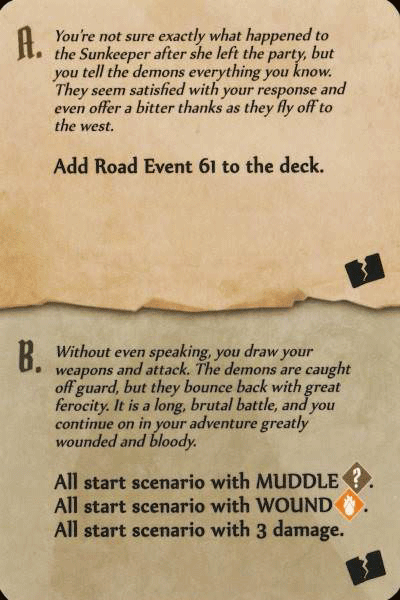 A. You're not sure exactly what happened to
the Sunkeeper after she left the party, but
you tell the demons everything you know.
They seem satisfied with your response and
even offer a bitter thanks as they fly off to
the west.
Add Road Event 61 to the deck.
B. Without even speaking, you draw your
weapons and attack. The demons are caught
off guard, but they bounce back with great
ferocity. It is a long, brutal battle, and you
continue on in your adventure greatly
wounded and bloody.
All start scenario with MUDDLE ?.
All start scenario with WOUND .
All start scenario with 3 damage.